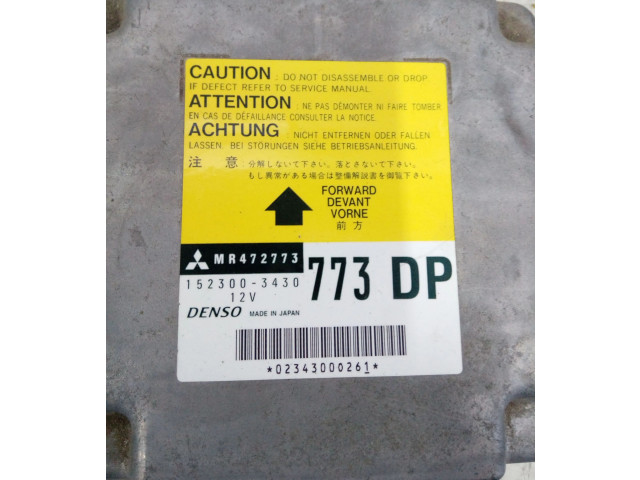 CAUTION : DO NOT DISASSEMBLE OR DROP
IF DEFECT REFER TO SERVICE MANUAL.
ATTENTION : NE PAS DÉMONTER NI FAIRE TOMBER
EN CAS DE DÉFAILLANCE CONSULTER LA NOTICE.
ACHTUNG : NICHT ENTFERNEN ODER FALLEN
LASSEN. BEI STÖRUNGEN SIEHE BETRIEBSANLEITUNG.
注 意 : 分解しないで下さい。落とさないで下さい。
もし異常がある場合は整備解説書を御覧下さい。
FORWARD
DEVANT
VORNE
前方
MR472773
152300-3430
12V
773 DP
DENSO MADE IN JAPAN
*02343000261*